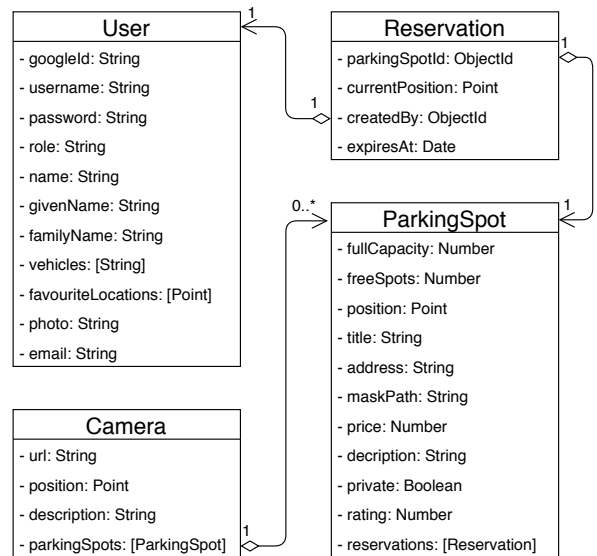 User
- googleId: String
- username: String
- password: String
- role: String
- name: String
- givenName: String
- familyName: String
- vehicles: [String]
- favouriteLocations: [Point]
- photo: String
- email: String
1
1
Reservation
- parkingSpotId: ObjectId
- currentPosition: Point
- createdBy: ObjectId
- expiresAt: Date
1
1
0..*
ParkingSpot
- fullCapacity: Number
- freeSpots: Number
- position: Point
- title: String
- address: String
- maskPath: String
- price: Number
- decription: String
- private: Boolean
- rating: Number
- reservations: [Reservation]
Camera
- url: String
- position: Point
- description: String
- parkingSpots: [ParkingSpot]
1